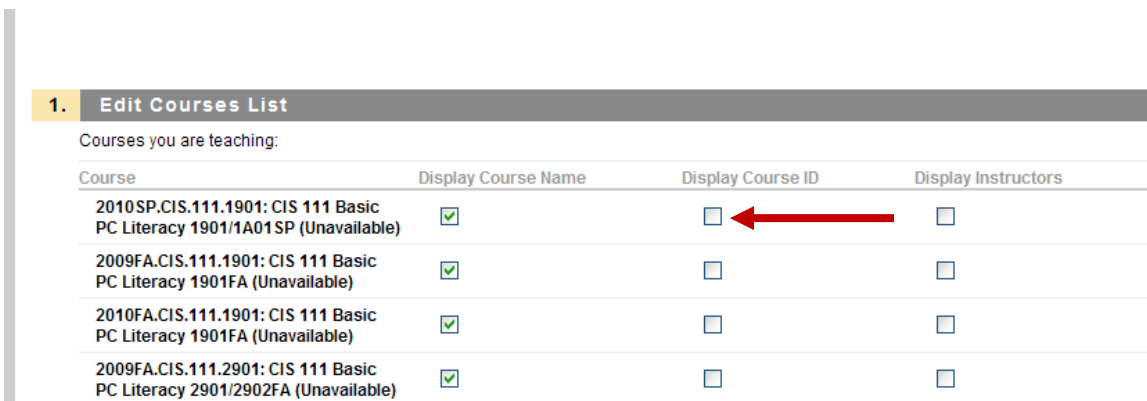 1. Edit Courses List
Courses you are teaching:
Course Display Course Name Display Course ID Display Instructors
2010SP.CIS.111.1901: CIS 111 Basic
PC Literacy 1901/1A01SP (Unavailable)
2009FA.CIS.111.1901: CIS 111 Basic
PC Literacy 1901FA (Unavailable)
2010FA.CIS.111.1901: CIS 111 Basic
PC Literacy 1901FA (Unavailable)
2009FA.CIS.111.2901: CIS 111 Basic
PC Literacy 2901/2902FA (Unavailable)